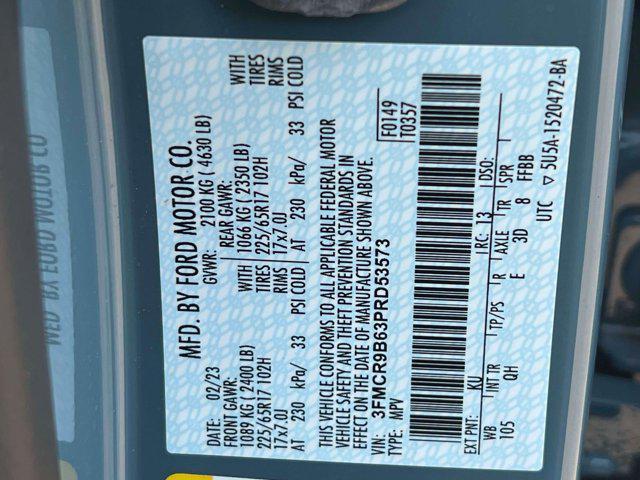 MFD. BY FORD MOTOR CO.
DATE: 02/23 GVWR: 2100 KG ( 4630 LB)
FRONT GAWR: REAR GAWR:
1089 KG ( 2400 LB) WITH 1066 KG ( 2350 LB) WITH
225/65R17 102H TIRES 225/65R17 102H TIRES
17x7.0J RIMS 17x7.0J RIMS
AT 230 kPa/ 33 PSI COLD AT 230 kPa/ 33 PSI COLD
THIS VEHICLE CONFORMS TO ALL APPLICABLE FEDERAL MOTOR
VEHICLE SAFETY AND THEFT PREVENTION STANDARDS IN
EFFECT ON THE DATE OF MANUFACTURE SHOWN ABOVE.
VIN: 3FMCR9B63PRD53573
TYPE: MPV
F0149
T0357
EXT PNT: KU RC: 13 DSO:
WB INT TR TP/PS R AXLE TR SPR
105 QH E 3D 8 FFBB
UTC ▽ 5U5A-1520472-BA